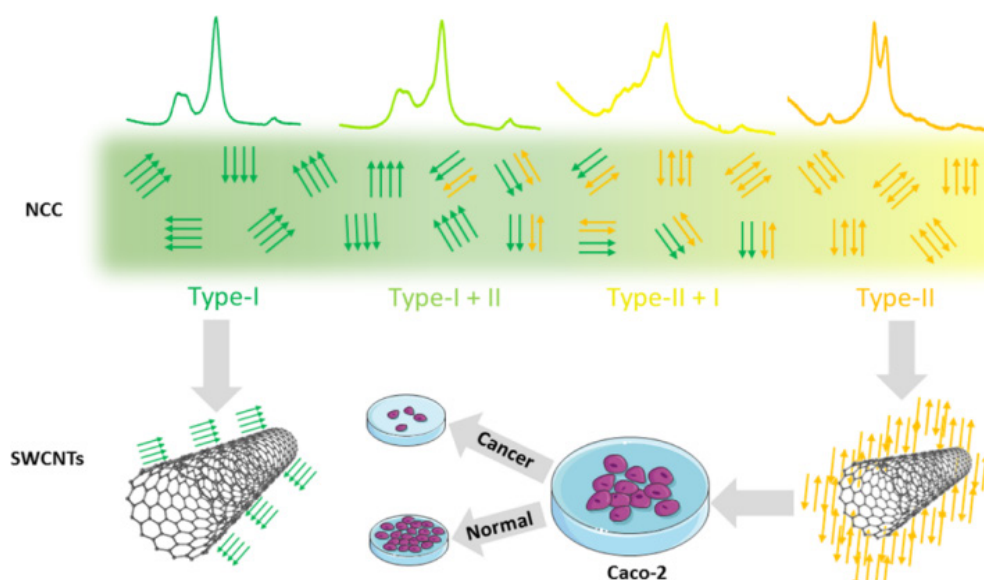 NCC
Type-I
Type-I + II
Type-II + I
Type-II
SWCNTs
Cancer
Normal
Caco-2